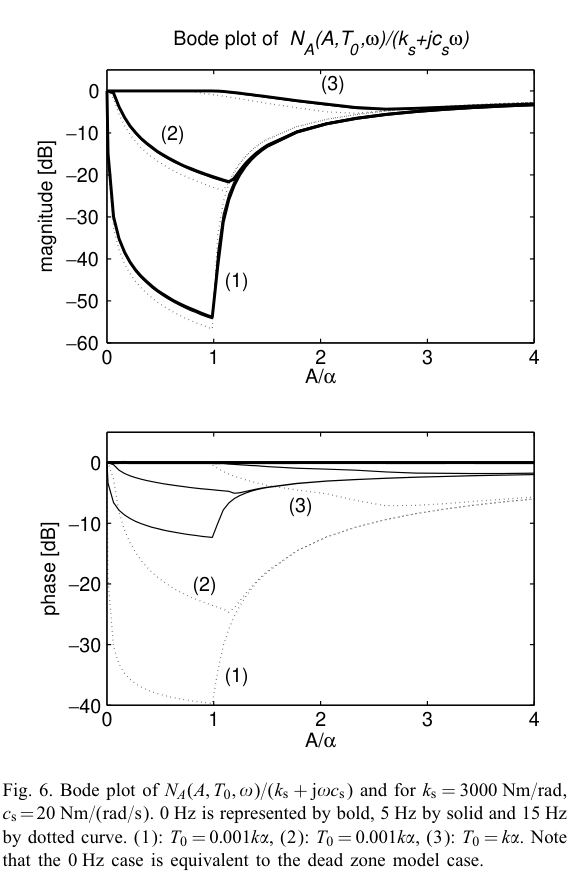 Bode plot of N_A(A,T_0,ω)/(k_s+jc_sω)
magnitude [dB]
0
−10
−20
−30
−40
−50
−60
(3)
(2)
(1)
0 1 2 3 4
A/α
phase [dB]
0
−10
−20
−30
−40
(3)
(2)
(1)
0 1 2 3 4
A/α
Fig. 6. Bode plot of N_A(A, T_0, ω)/(k_s + jωc_s) and for k_s = 3000 Nm/rad,
c_s = 20 Nm/(rad/s). 0 Hz is represented by bold, 5 Hz by solid and 15 Hz
by dotted curve. (1): T_0 = 0.001kα, (2): T_0 = 0.001kα, (3): T_0 = kα. Note
that the 0 Hz case is equivalent to the dead zone model case.